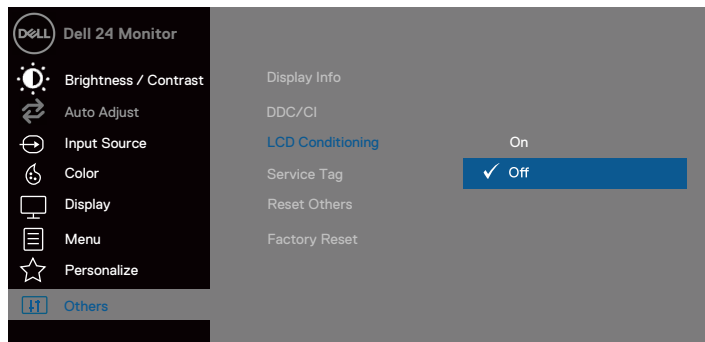 DELL Dell 24 Monitor
Brightness / Contrast Display Info
Auto Adjust DDC/CI
Input Source LCD Conditioning On
Color Service Tag Off
Display Reset Others
Menu Factory Reset
Personalize
Others